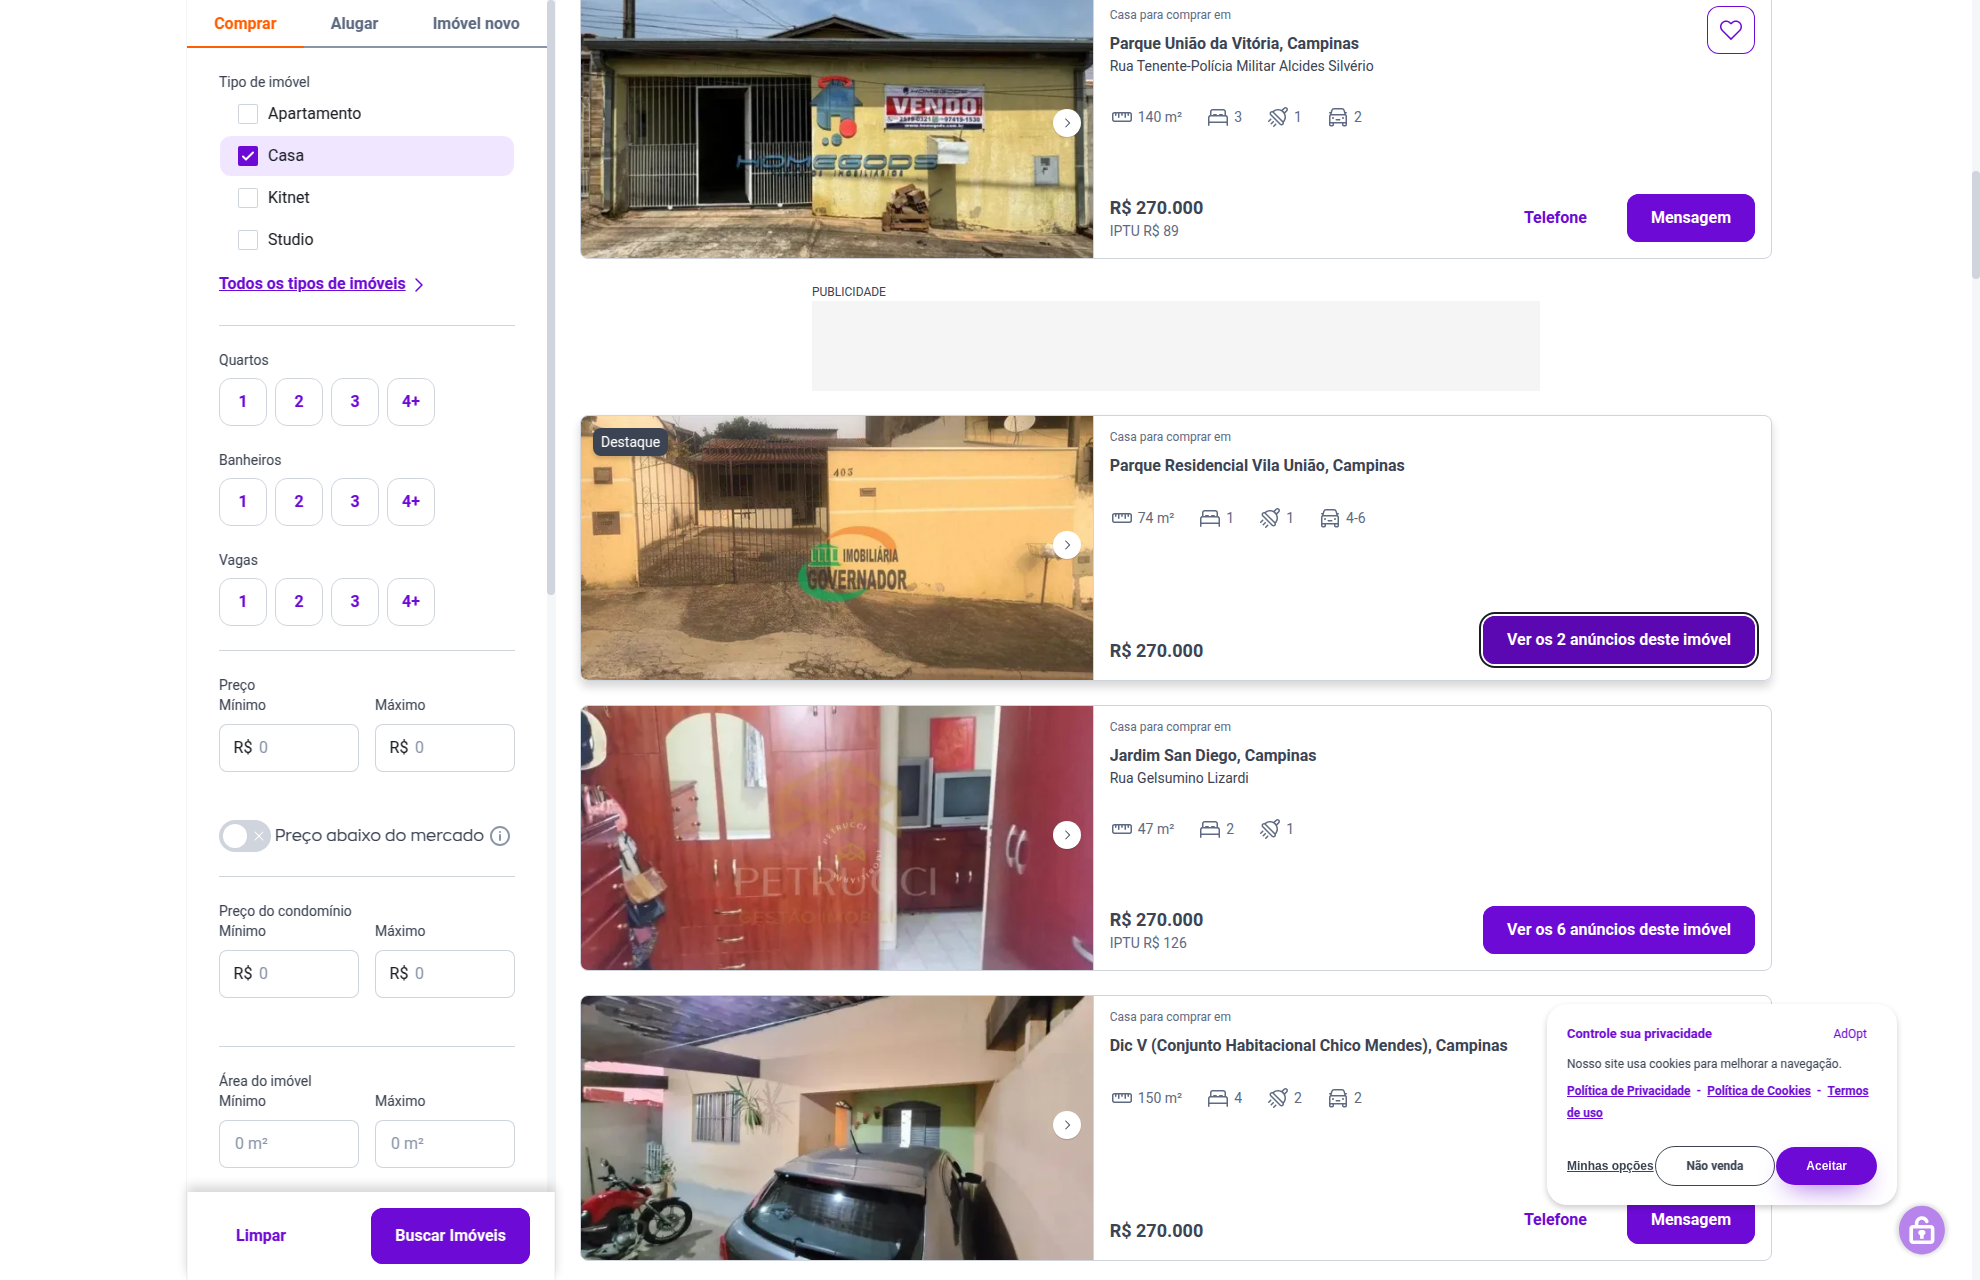 Comprar
Alugar
Imóvel novo
Tipo de imóvel
Apartamento
Casa
Kitnet
Studio
Todos os tipos de imóveis
Quartos
1 2 3 4+
Banheiros
1 2 3 4+
Vagas
1 2 3 4+
Preço
Mínimo
Máximo
R$ 0
R$ 0
Preço abaixo do mercado
Preço do condomínio
Mínimo
Máximo
R$ 0
R$ 0
Área do imóvel
Mínimo
Máximo
0 m²
0 m²
Limpar
Buscar Imóveis
VENDO
HOMEGODS
Casa para comprar em
Parque União da Vitória, Campinas
Rua Tenente-Polícia Militar Alcides Silvério
140 m² 3 1 2
R$ 270.000
IPTU R$ 89
Telefone
Mensagem
PUBLICIDADE
Destaque
403
IMOBILIÁRIA
GOVERNADOR
Casa para comprar em
Parque Residencial Vila União, Campinas
74 m² 1 1 4-6
R$ 270.000
Ver os 2 anúncios deste imóvel
PETRUCCI
Casa para comprar em
Jardim San Diego, Campinas
Rua Gelsumino Lizardi
47 m² 2 1
R$ 270.000
IPTU R$ 126
Ver os 6 anúncios deste imóvel
Casa para comprar em
Dic V (Conjunto Habitacional Chico Mendes), Campinas
150 m² 4 2 2
R$ 270.000
Telefone
Mensagem
Controle sua privacidade
AdOpt
Nosso site usa cookies para melhorar a navegação.
Política de Privacidade - Política de Cookies - Termos
de uso
Minhas opções
Não venda
Aceitar